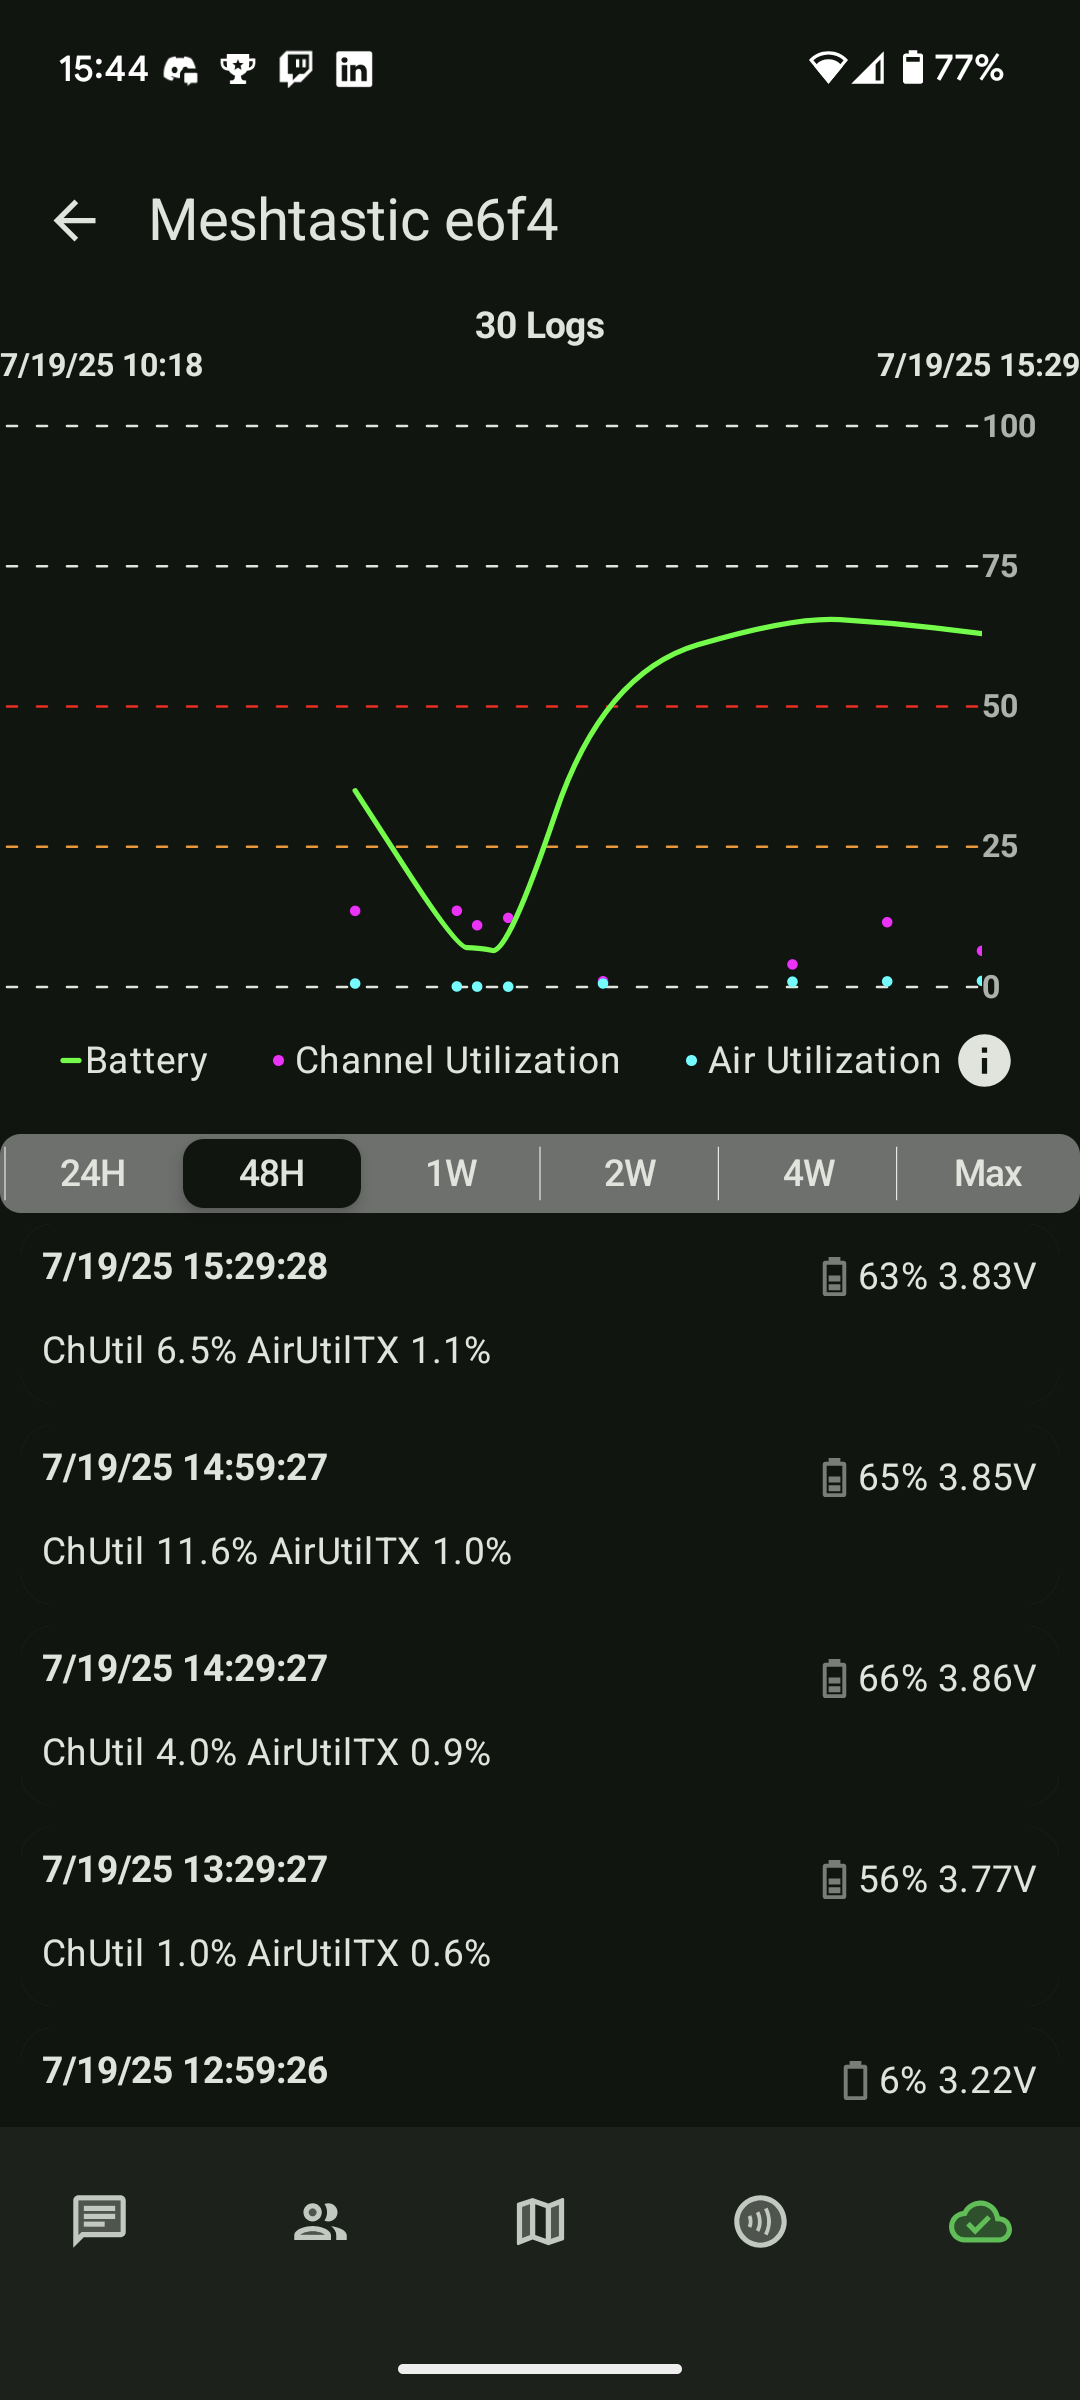 15:44 in 77%
Meshtastic e6f4
30 Logs
7/19/25 10:18 7/19/25 15:29
100
75
50
25
0
Battery Channel Utilization Air Utilization i
24H 48H 1W 2W 4W Max
7/19/25 15:29:28 63% 3.83V
ChUtil 6.5% AirUtilTX 1.1%
7/19/25 14:59:27 65% 3.85V
ChUtil 11.6% AirUtilTX 1.0%
7/19/25 14:29:27 66% 3.86V
ChUtil 4.0% AirUtilTX 0.9%
7/19/25 13:29:27 56% 3.77V
ChUtil 1.0% AirUtilTX 0.6%
7/19/25 12:59:26 6% 3.22V